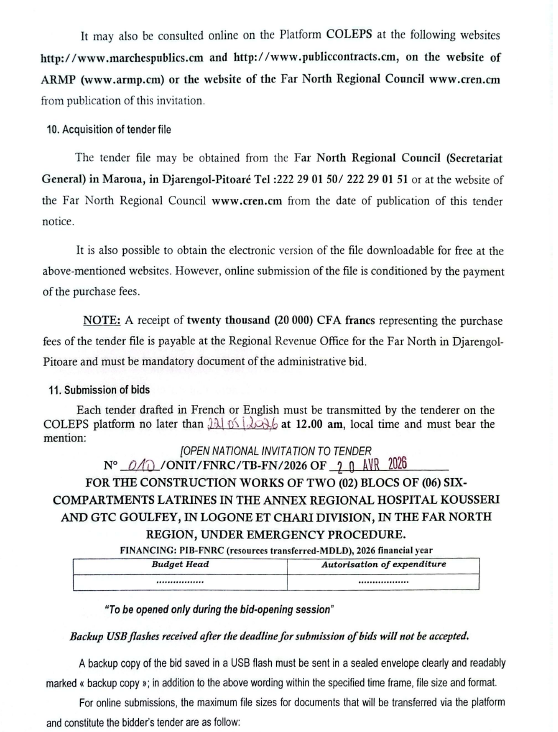 It may also be consulted online on the Platform COLEPS at the following websites
http://www.marchespublics.cm and http://www.publiccontracts.cm, on the website of
ARMP (www.armp.cm) or the website of the Far North Regional Council www.cren.cm
from publication of this invitation.
10. Acquisition of tender file
The tender file may be obtained from the Far North Regional Council (Secretariat
General) in Maroua, in Djarengol-Pitoaré Tel :222 29 01 50/ 222 29 01 51 or at the website of
the Far North Regional Council www.cren.cm from the date of publication of this tender
notice.
It is also possible to obtain the electronic version of the file downloadable for free at the
above-mentioned websites. However, online submission of the file is conditioned by the payment
of the purchase fees.
NOTE: A receipt of twenty thousand (20 000) CFA francs representing the purchase
fees of the tender file is payable at the Regional Revenue Office for the Far North in Djarengol-
Pitoare and must be mandatory document of the administrative bid.
11. Submission of bids
Each tender drafted in French or English must be transmitted by the tenderer on the
COLEPS platform no later than at 12.00 am, local time and must bear the
mention:
[OPEN NATIONAL INVITATION TO TENDER
N° 010 /ONIT/FNRC/TB-FN/2026 OF 20 AVR 2026
FOR THE CONSTRUCTION WORKS OF TWO (02) BLOCS OF (06) SIX-
COMPARTMENTS LATRINES IN THE ANNEX REGIONAL HOSPITAL KOUSSERI
AND GTC GOULFEY, IN LOGONE ET CHARI DIVISION, IN THE FAR NORTH
REGION, UNDER EMERGENCY PROCEDURE.
FINANCING: PIB-FNRC (resources transferred-MDLD), 2026 financial year
Budget Head Autorisation of expenditure
.................. ..................
"To be opened only during the bid-opening session"
Backup USB flashes received after the deadline for submission of bids will not be accepted.
A backup copy of the bid saved in a USB flash must be sent in a sealed envelope clearly and readably
marked « backup copy »; in addition to the above wording within the specified time frame, file size and format.
For online submissions, the maximum file sizes for documents that will be transferred via the platform
and constitute the bidder's tender are as follow: